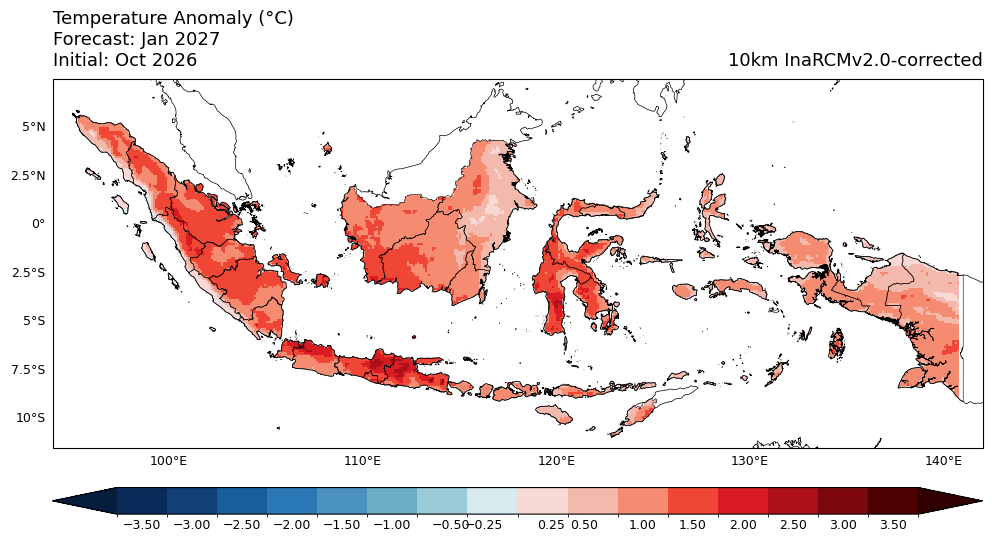 Temperature Anomaly (°C)
Forecast: Jan 2027
Initial: Oct 2026
10km InaRCMv2.0-corrected
5°N
2.5°N
0°
2.5°S
5°S
7.5°S
10°S
100°E 110°E 120°E 130°E 140°E
−3.50 −3.00 −2.50 −2.00 −1.50 −1.00 −0.50 −0.25 0.25 0.50 1.00 1.50 2.00 2.50 3.00 3.50